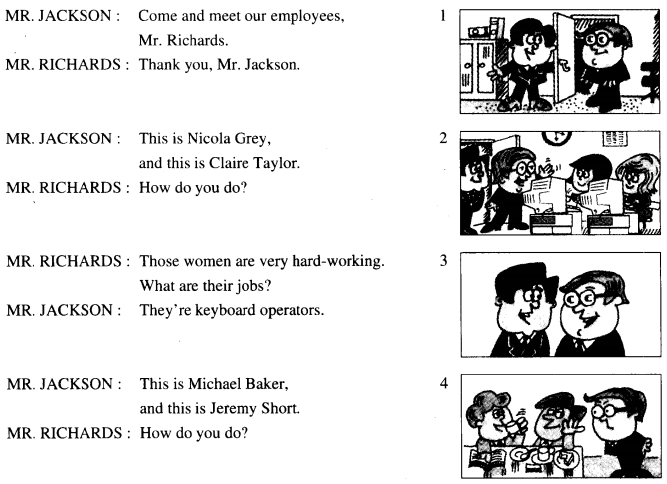 MR. JACKSON : Come and meet our employees, 1
Mr. Richards.
MR. RICHARDS : Thank you, Mr. Jackson.
MR. JACKSON : This is Nicola Grey, 2
and this is Claire Taylor.
MR. RICHARDS : How do you do?
MR. RICHARDS : Those women are very hard-working. 3
What are their jobs?
MR. JACKSON : They're keyboard operators.
MR. JACKSON : This is Michael Baker, 4
and this is Jeremy Short.
MR. RICHARDS : How do you do?